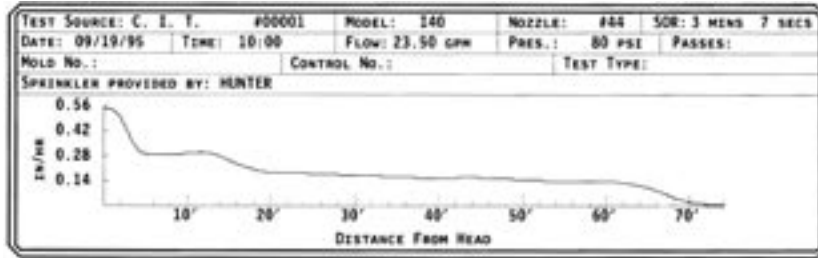 TEST SOURCE: C. I. T. #00001 MODEL: I40 NOZZLE: #44 SOR: 3 MINS 7 SECS
DATE: 09/19/95 TIME: 10:00 FLOW: 23.50 GPM PRES.: 80 PSI PASSES:
MOLD NO.: CONTROL NO.: TEST TYPE:
SPRINKLER PROVIDED BY: HUNTER
0.56
0.42
0.28
0.14
IN/HR
10' 20' 30' 40' 50' 60' 70'
DISTANCE FROM HEAD